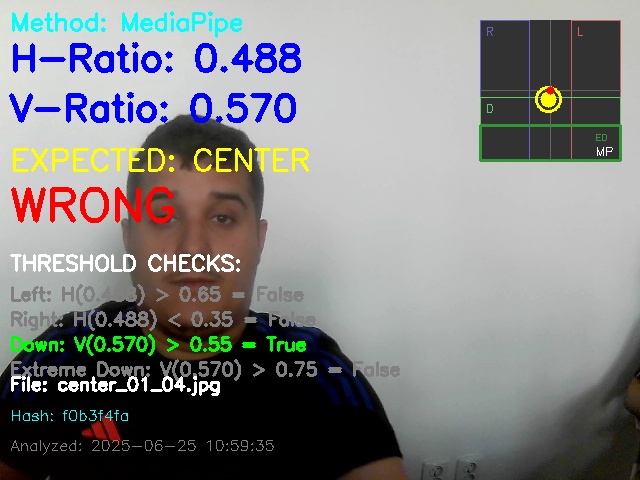 Method: MediaPipe
H-Ratio: 0.488
V-Ratio: 0.570
EXPECTED: CENTER
WRONG
THRESHOLD CHECKS:
Left: H(0.488) > 0.65 = False
Right: H(0.488) < 0.35 = False
Down: V(0.570) > 0.55 = True
Extreme Down: V(0.570) > 0.75 = False
File: center_01_04.jpg
Hash: f0b3f4fa
Analyzed: 2025-06-25 10:59:35
R
L
D
ED
MP